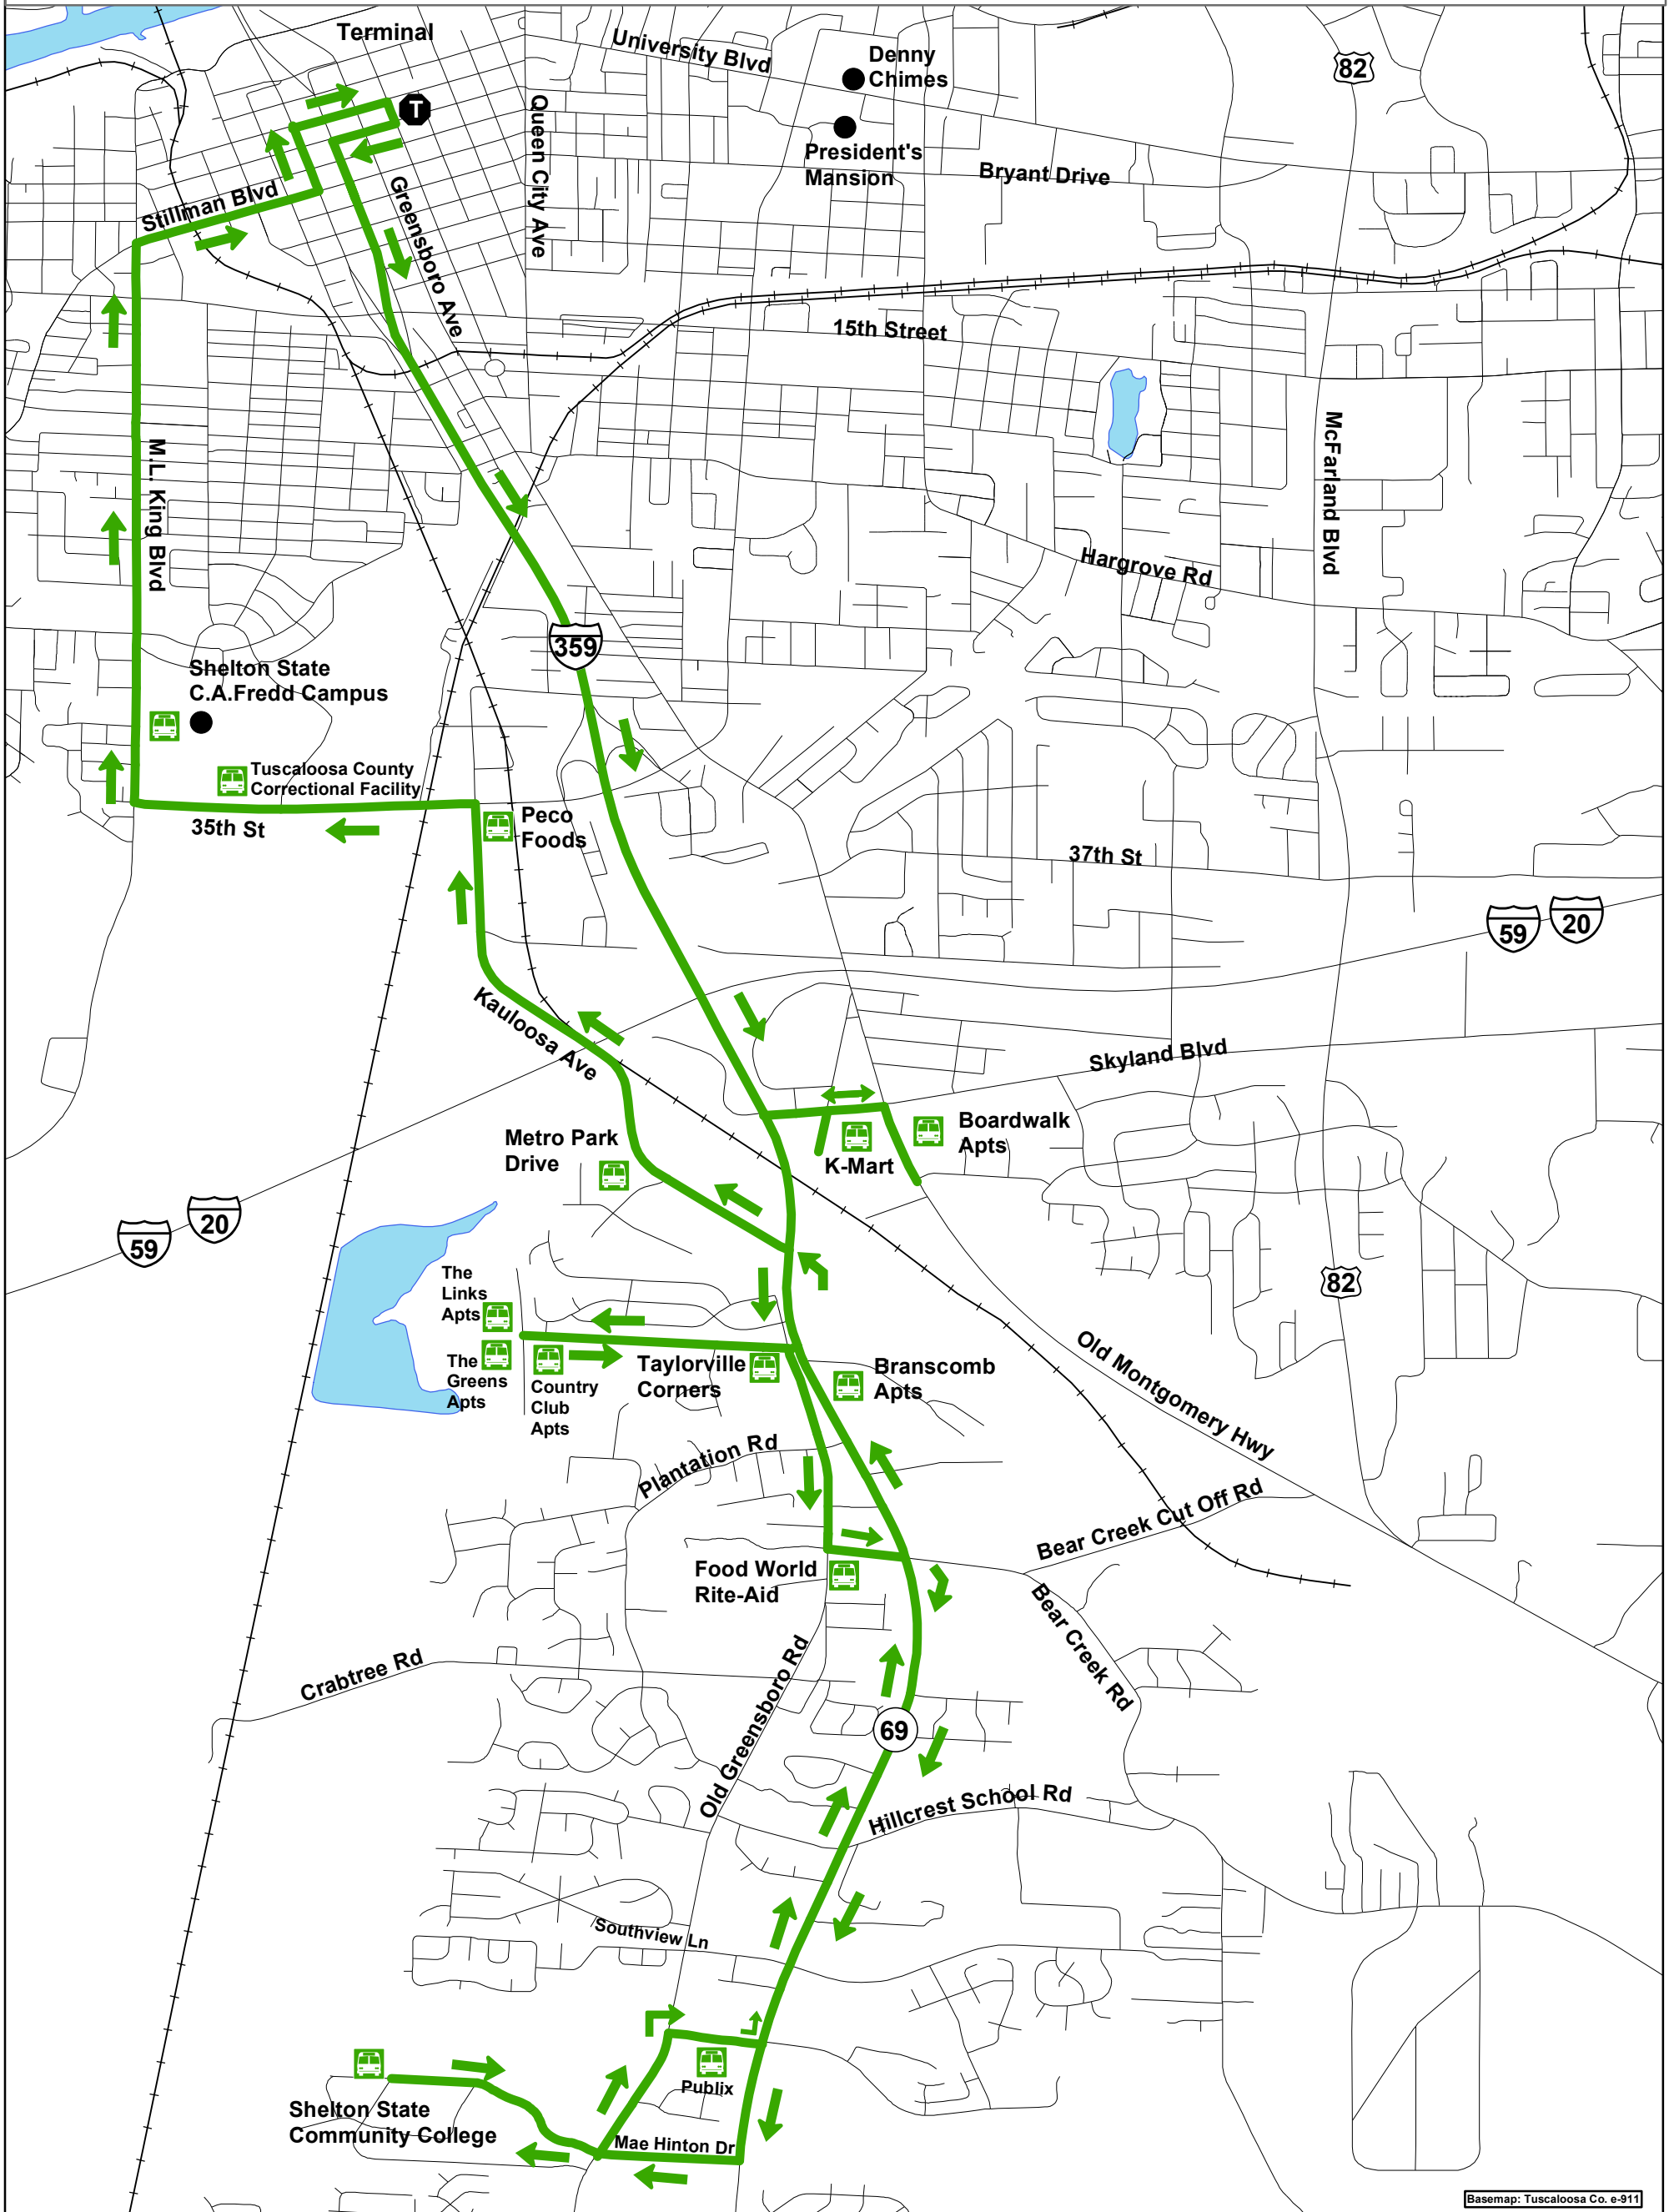 Terminal
T
University Blvd
Denny
Chimes
82
President's
Mansion
Bryant Drive
Queen City Ave
Greensboro Ave
Stillman Blvd
15th Street
M.L. King Blvd
McFarland Blvd
Hargrove Rd
359
Shelton State
C.A.Fredd Campus
Tuscaloosa County
Correctional Facility
35th St
Peco
Foods
37th St
59
20
Kauloosa Ave
Skyland Blvd
Boardwalk
Apts
K-Mart
Metro Park
Drive
20
59
82
The
Links
Apts
The
Greens
Apts
Country
Club
Apts
Taylorville
Corners
Branscomb
Apts
Old Montgomery Hwy
Plantation Rd
Bear Creek Cut Off Rd
Food World
Rite-Aid
Bear Creek Rd
Crabtree Rd
Old Greensboro Rd
69
Hillcrest School Rd
Southview Ln
Publix
Shelton State
Community College
Mae Hinton Dr
Basemap: Tuscaloosa Co. e-911